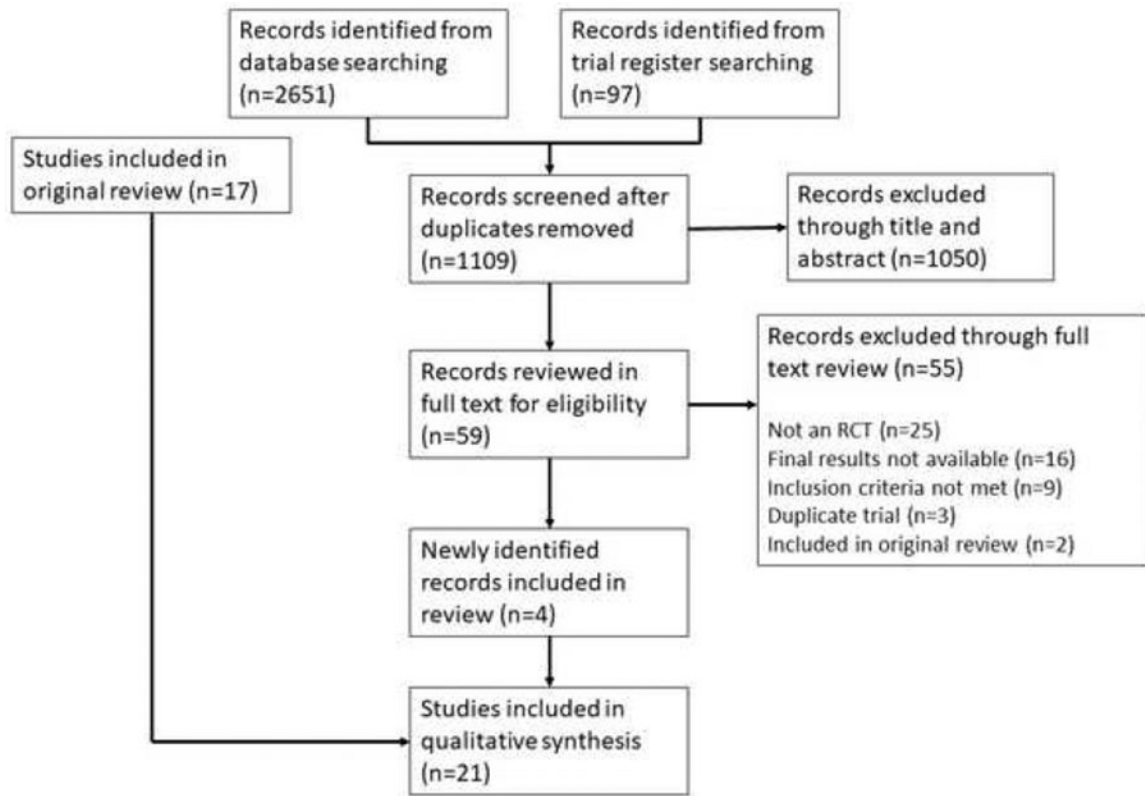 Records identified from
database searching
(n=2651)
Records identified from
trial register searching
(n=97)
Studies included in
original review (n=17)
Records screened after
duplicates removed
(n=1109)
Records excluded
through title and
abstract (n=1050)
Records reviewed in
full text for eligibility
(n=59)
Records excluded through full
text review (n=55)
Not an RCT (n=25)
Final results not available (n=16)
Inclusion criteria not met (n=9)
Duplicate trial (n=3)
Included in original review (n=2)
Newly identified
records included in
review (n=4)
Studies included in
qualitative synthesis
(n=21)